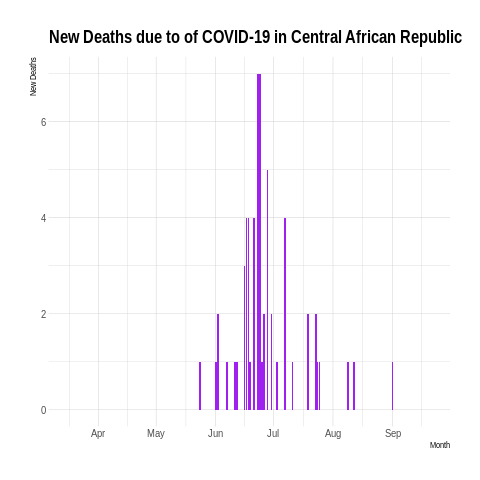 New Deaths due to of COVID-19 in Central African Republic
New Deaths
6
4
2
0
Apr May Jun Jul Aug Sep
Month